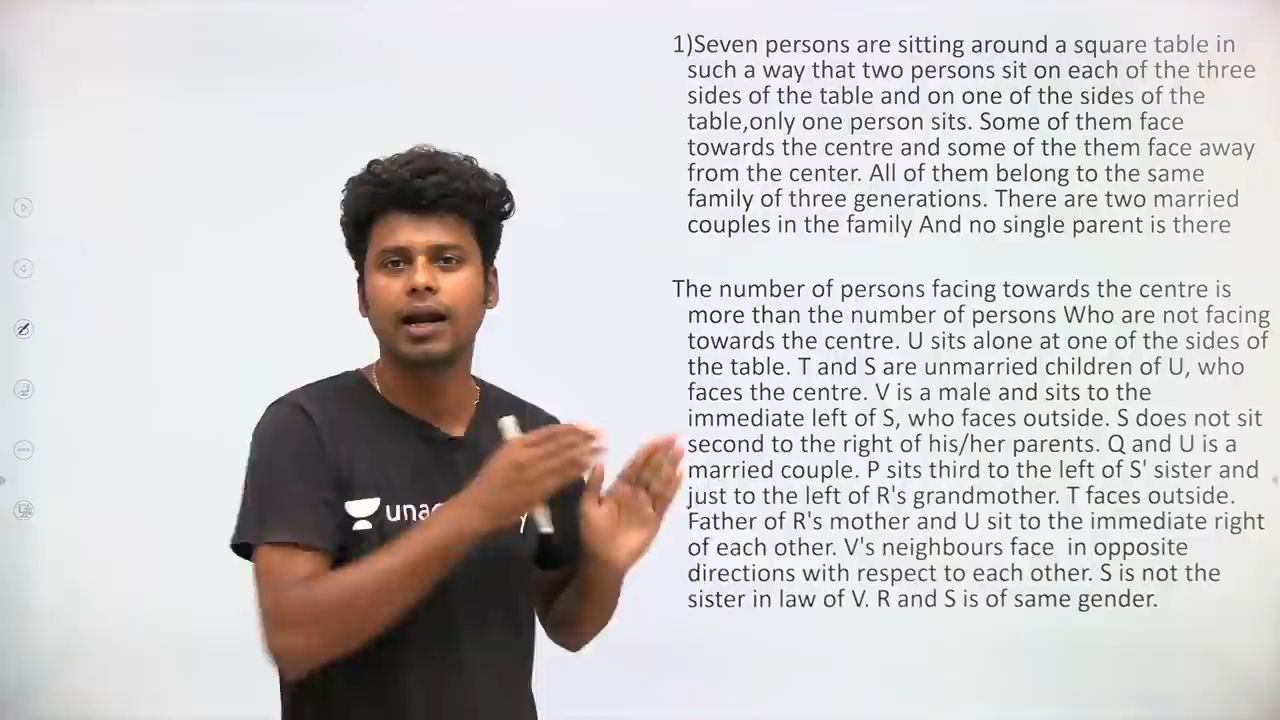 1)Seven persons are sitting around a square table in
such a way that two persons sit on each of the three
sides of the table and on one of the sides of the
table,only one person sits. Some of them face
towards the centre and some of the them face away
from the center. All of them belong to the same
family of three generations. There are two married
couples in the family And no single parent is there
The number of persons facing towards the centre is
more than the number of persons Who are not facing
towards the centre. U sits alone at one of the sides of
the table. T and S are unmarried children of U, who
faces the centre. V is a male and sits to the
immediate left of S, who faces outside. S does not sit
second to the right of his/her parents. Q and U is a
married couple. P sits third to the left of S' sister and
just to the left of R's grandmother. T faces outside.
Father of R's mother and U sit to the immediate right
of each other. V's neighbours face  in opposite
directions with respect to each other. S is not the
sister in law of V. R and S is of same gender.